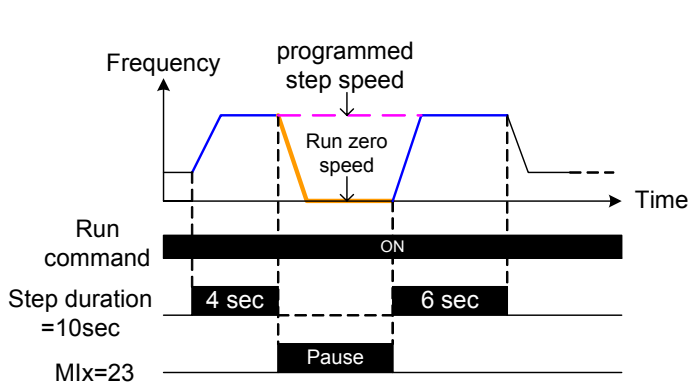 programmed
step speed
Frequency
Run zero
speed
Time
Run
command
ON
Step duration
=10sec
4 sec
6 sec
Pause
MIx=23